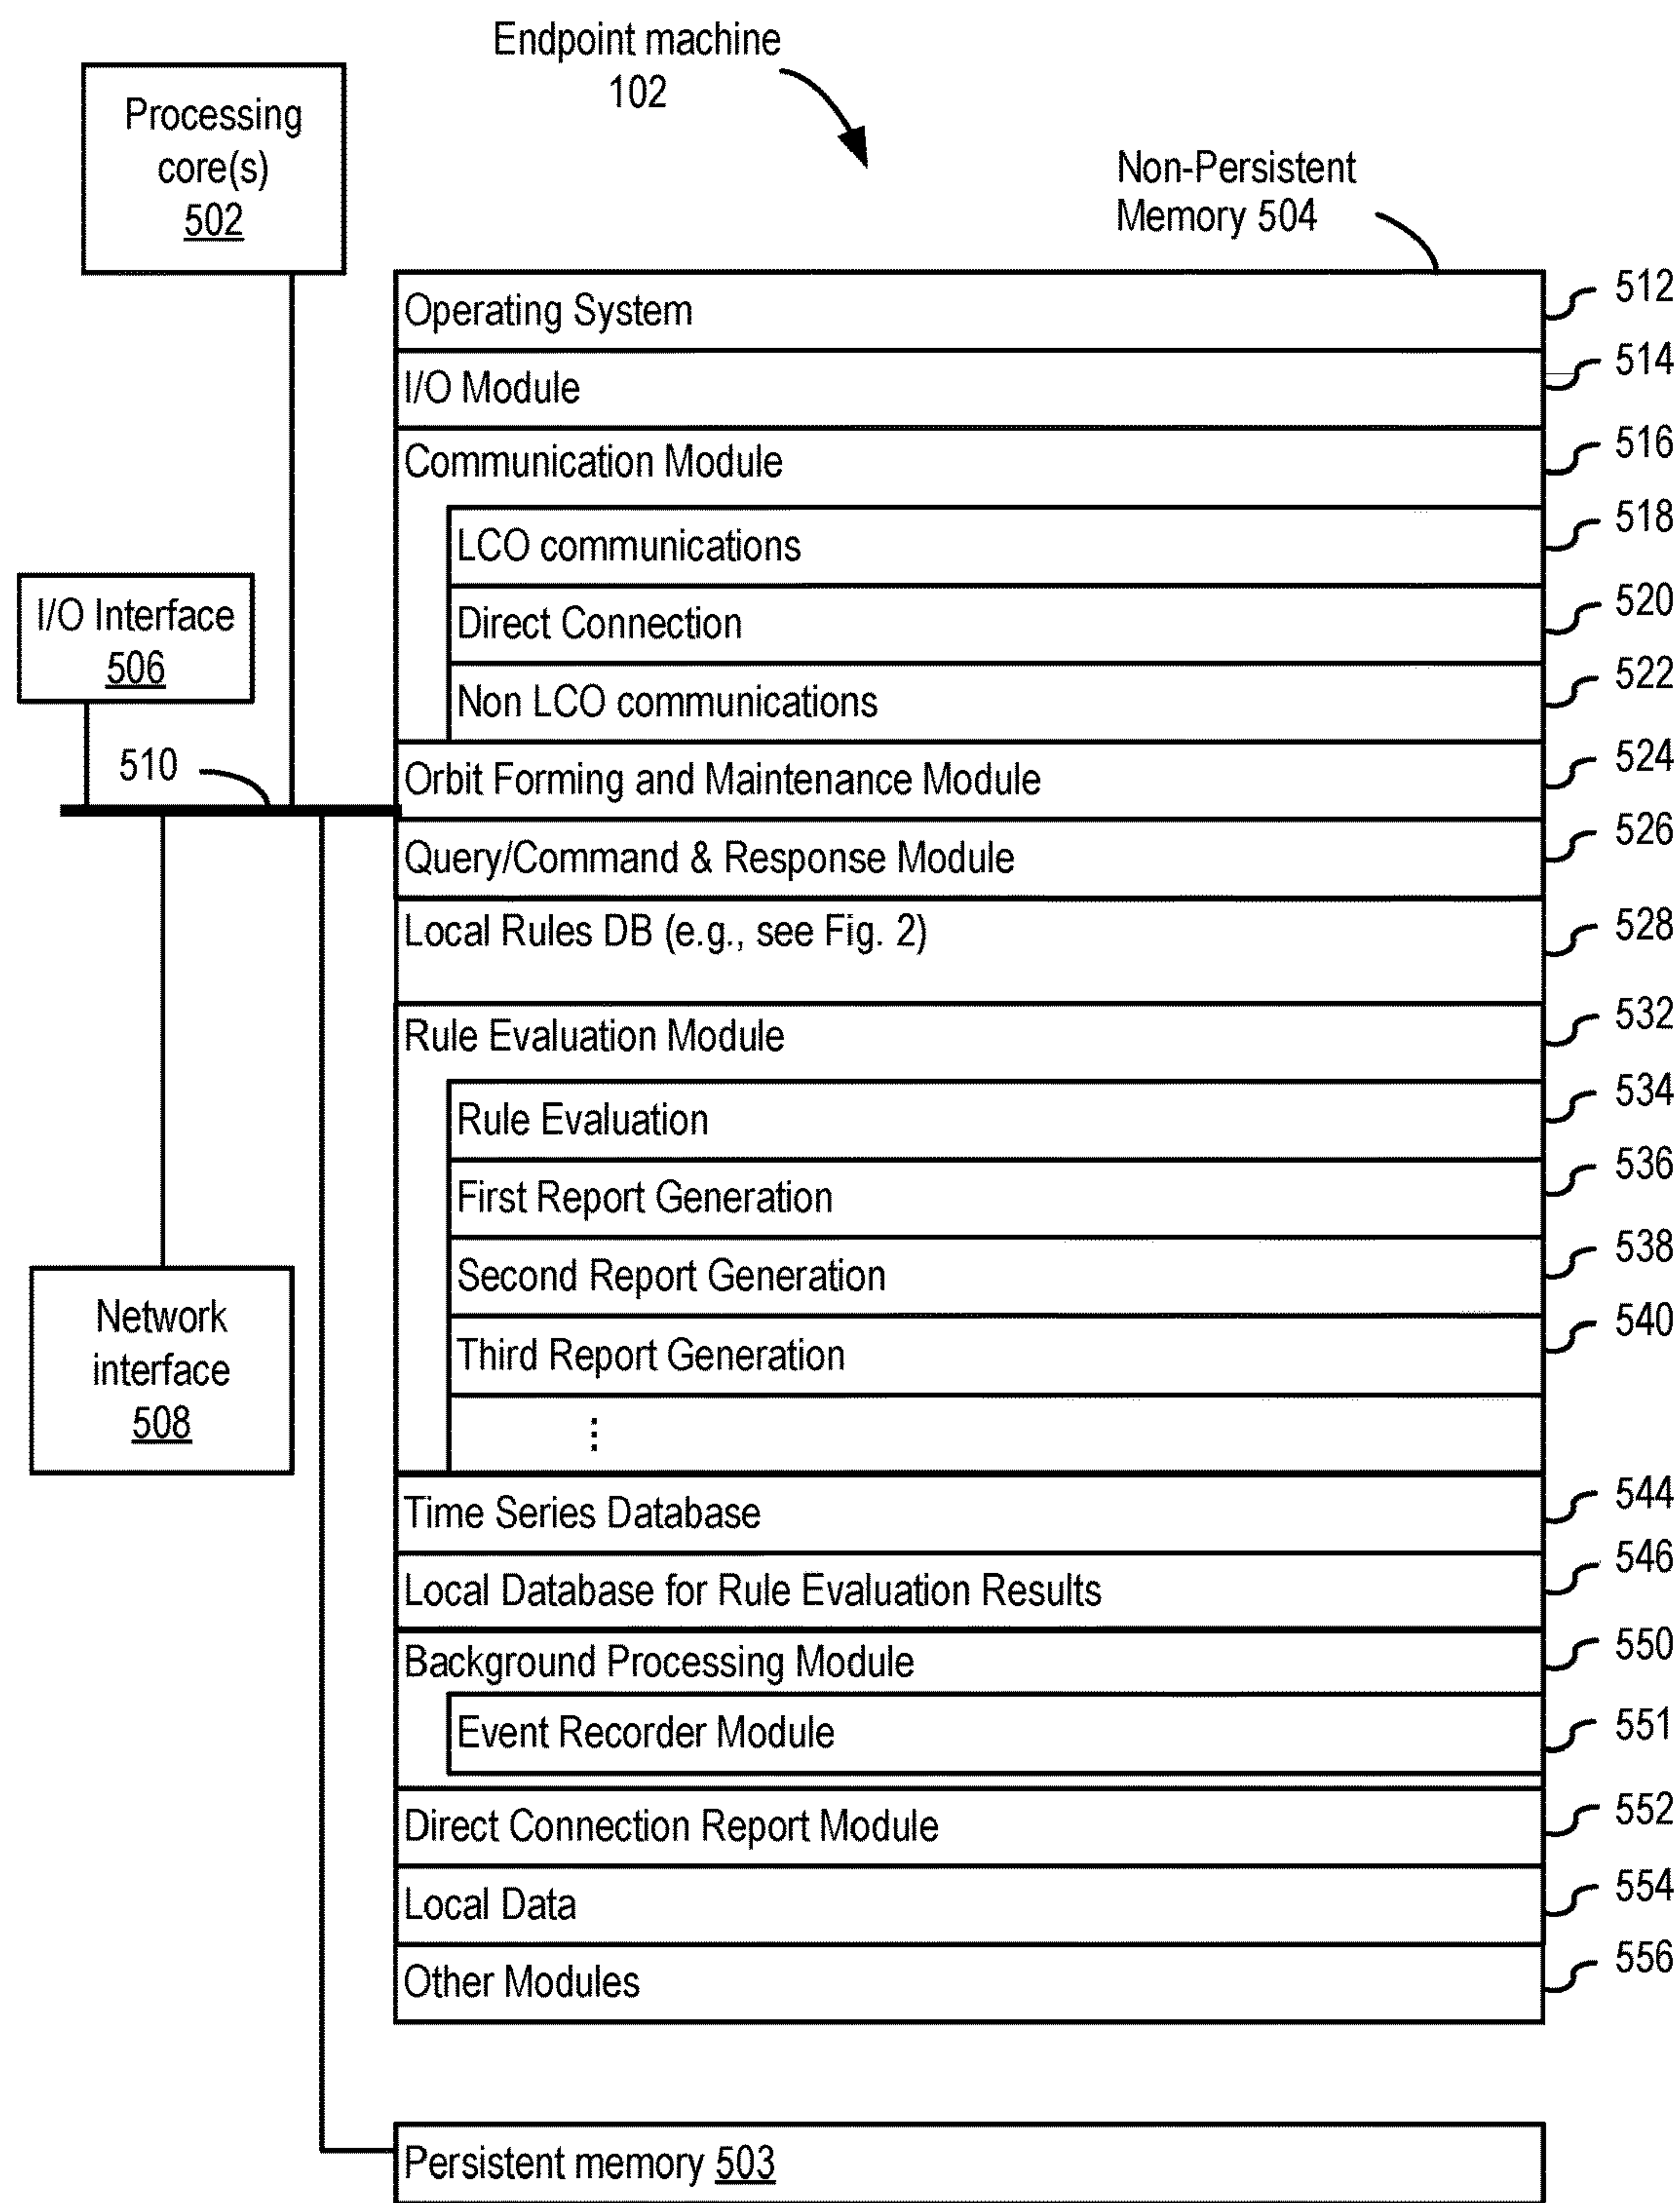 Endpoint machine
102
Processing
core(s)
502
Non-Persistent
Memory 504
Operating System
512
I/O Module
514
Communication Module
516
LCO communications
518
Direct Connection
520
Non LCO communications
522
I/O Interface
506
510
Orbit Forming and Maintenance Module
524
Query/Command & Response Module
526
Local Rules DB (e.g., see Fig. 2)
528
Rule Evaluation Module
532
Rule Evaluation
534
First Report Generation
536
Second Report Generation
538
Third Report Generation
540
⋮
Network
interface
508
Time Series Database
544
Local Database for Rule Evaluation Results
546
Background Processing Module
550
Event Recorder Module
551
Direct Connection Report Module
552
Local Data
554
Other Modules
556
Persistent memory 503